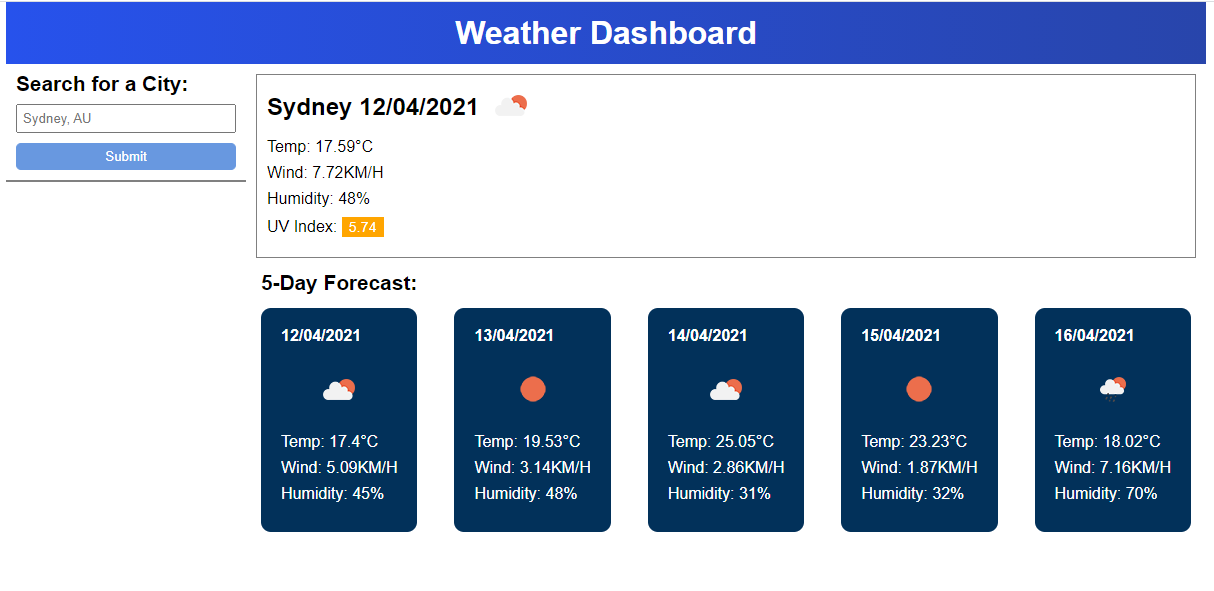 Weather Dashboard
Search for a City:
Sydney, AU
Submit
Sydney 12/04/2021
Temp: 17.59°C
Wind: 7.72KM/H
Humidity: 48%
UV Index: 5.74
5-Day Forecast:
12/04/2021
Temp: 17.4°C
Wind: 5.09KM/H
Humidity: 45%
13/04/2021
Temp: 19.53°C
Wind: 3.14KM/H
Humidity: 48%
14/04/2021
Temp: 25.05°C
Wind: 2.86KM/H
Humidity: 31%
15/04/2021
Temp: 23.23°C
Wind: 1.87KM/H
Humidity: 32%
16/04/2021
Temp: 18.02°C
Wind: 7.16KM/H
Humidity: 70%